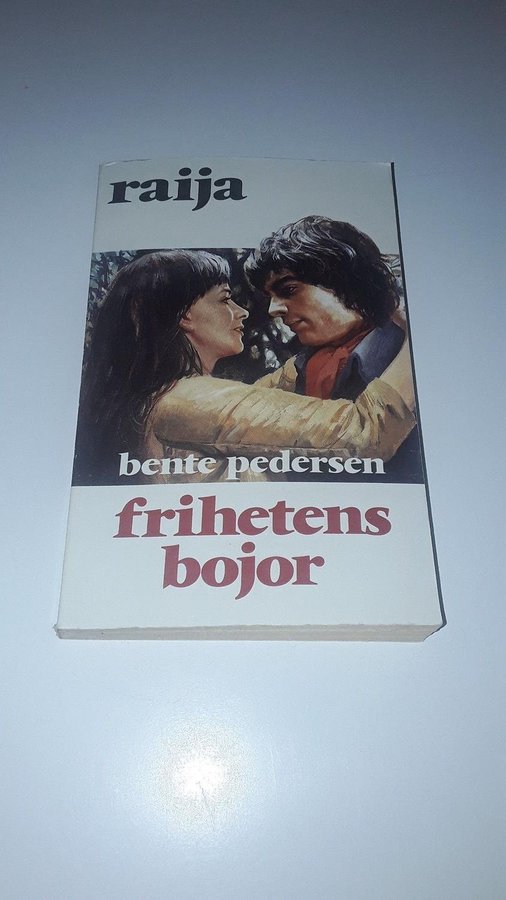 raija
bente pedersen
frihetens
bojor